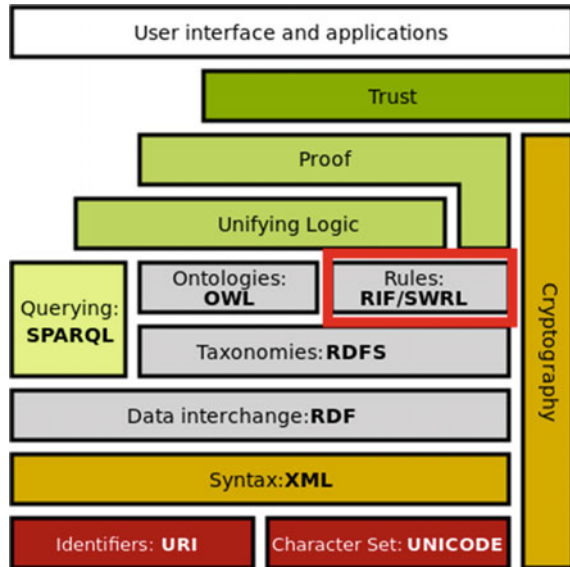 User interface and applications
Trust
Proof
Unifying Logic
Ontologies:
OWL
Rules:
RIF/SWRL
Querying:
SPARQL
Taxonomies:RDFS
Data interchange:RDF
Syntax:XML
Identifiers: URI
Character Set: UNICODE
Cryptography